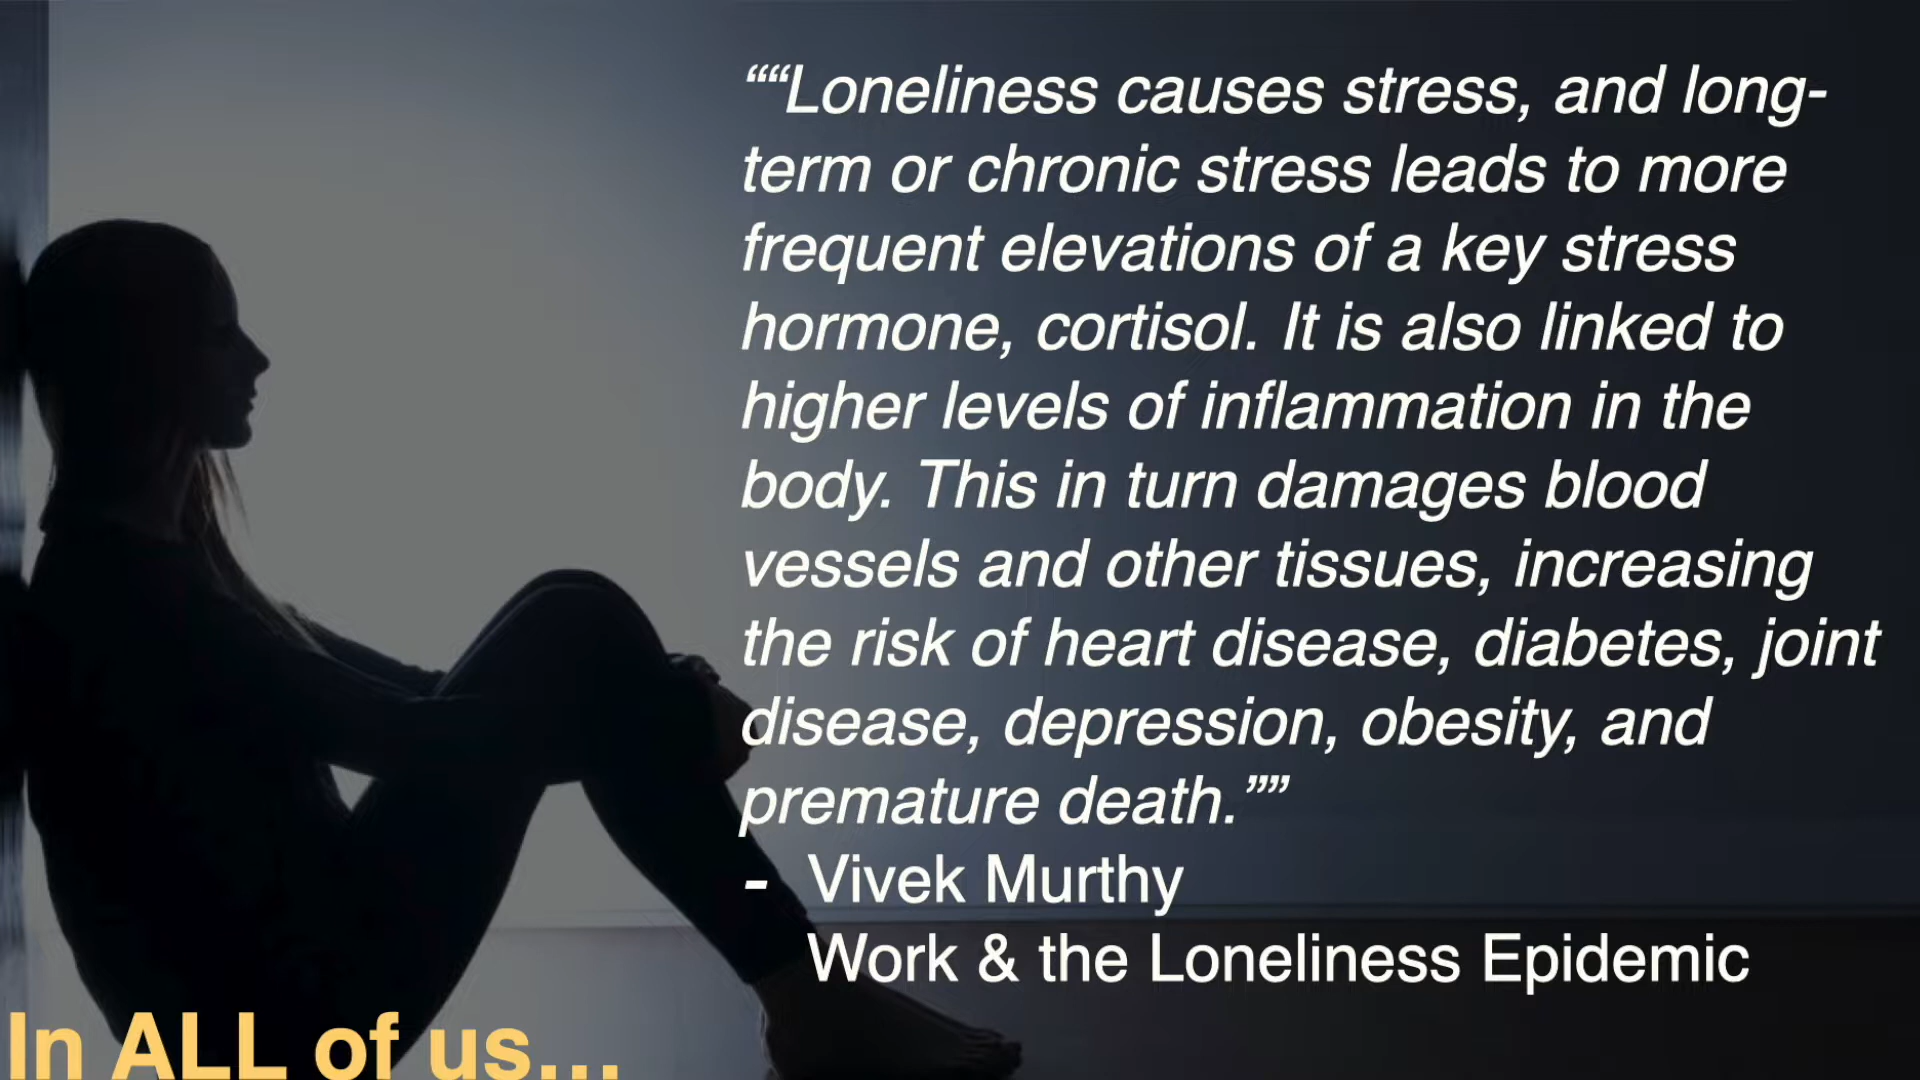 ““Loneliness causes stress, and long-
term or chronic stress leads to more
frequent elevations of a key stress
hormone, cortisol. It is also linked to
higher levels of inflammation in the
body. This in turn damages blood
vessels and other tissues, increasing
the risk of heart disease, diabetes, joint
disease, depression, obesity, and
premature death.””
- Vivek Murthy
Work & the Loneliness Epidemic
In ALL of us...